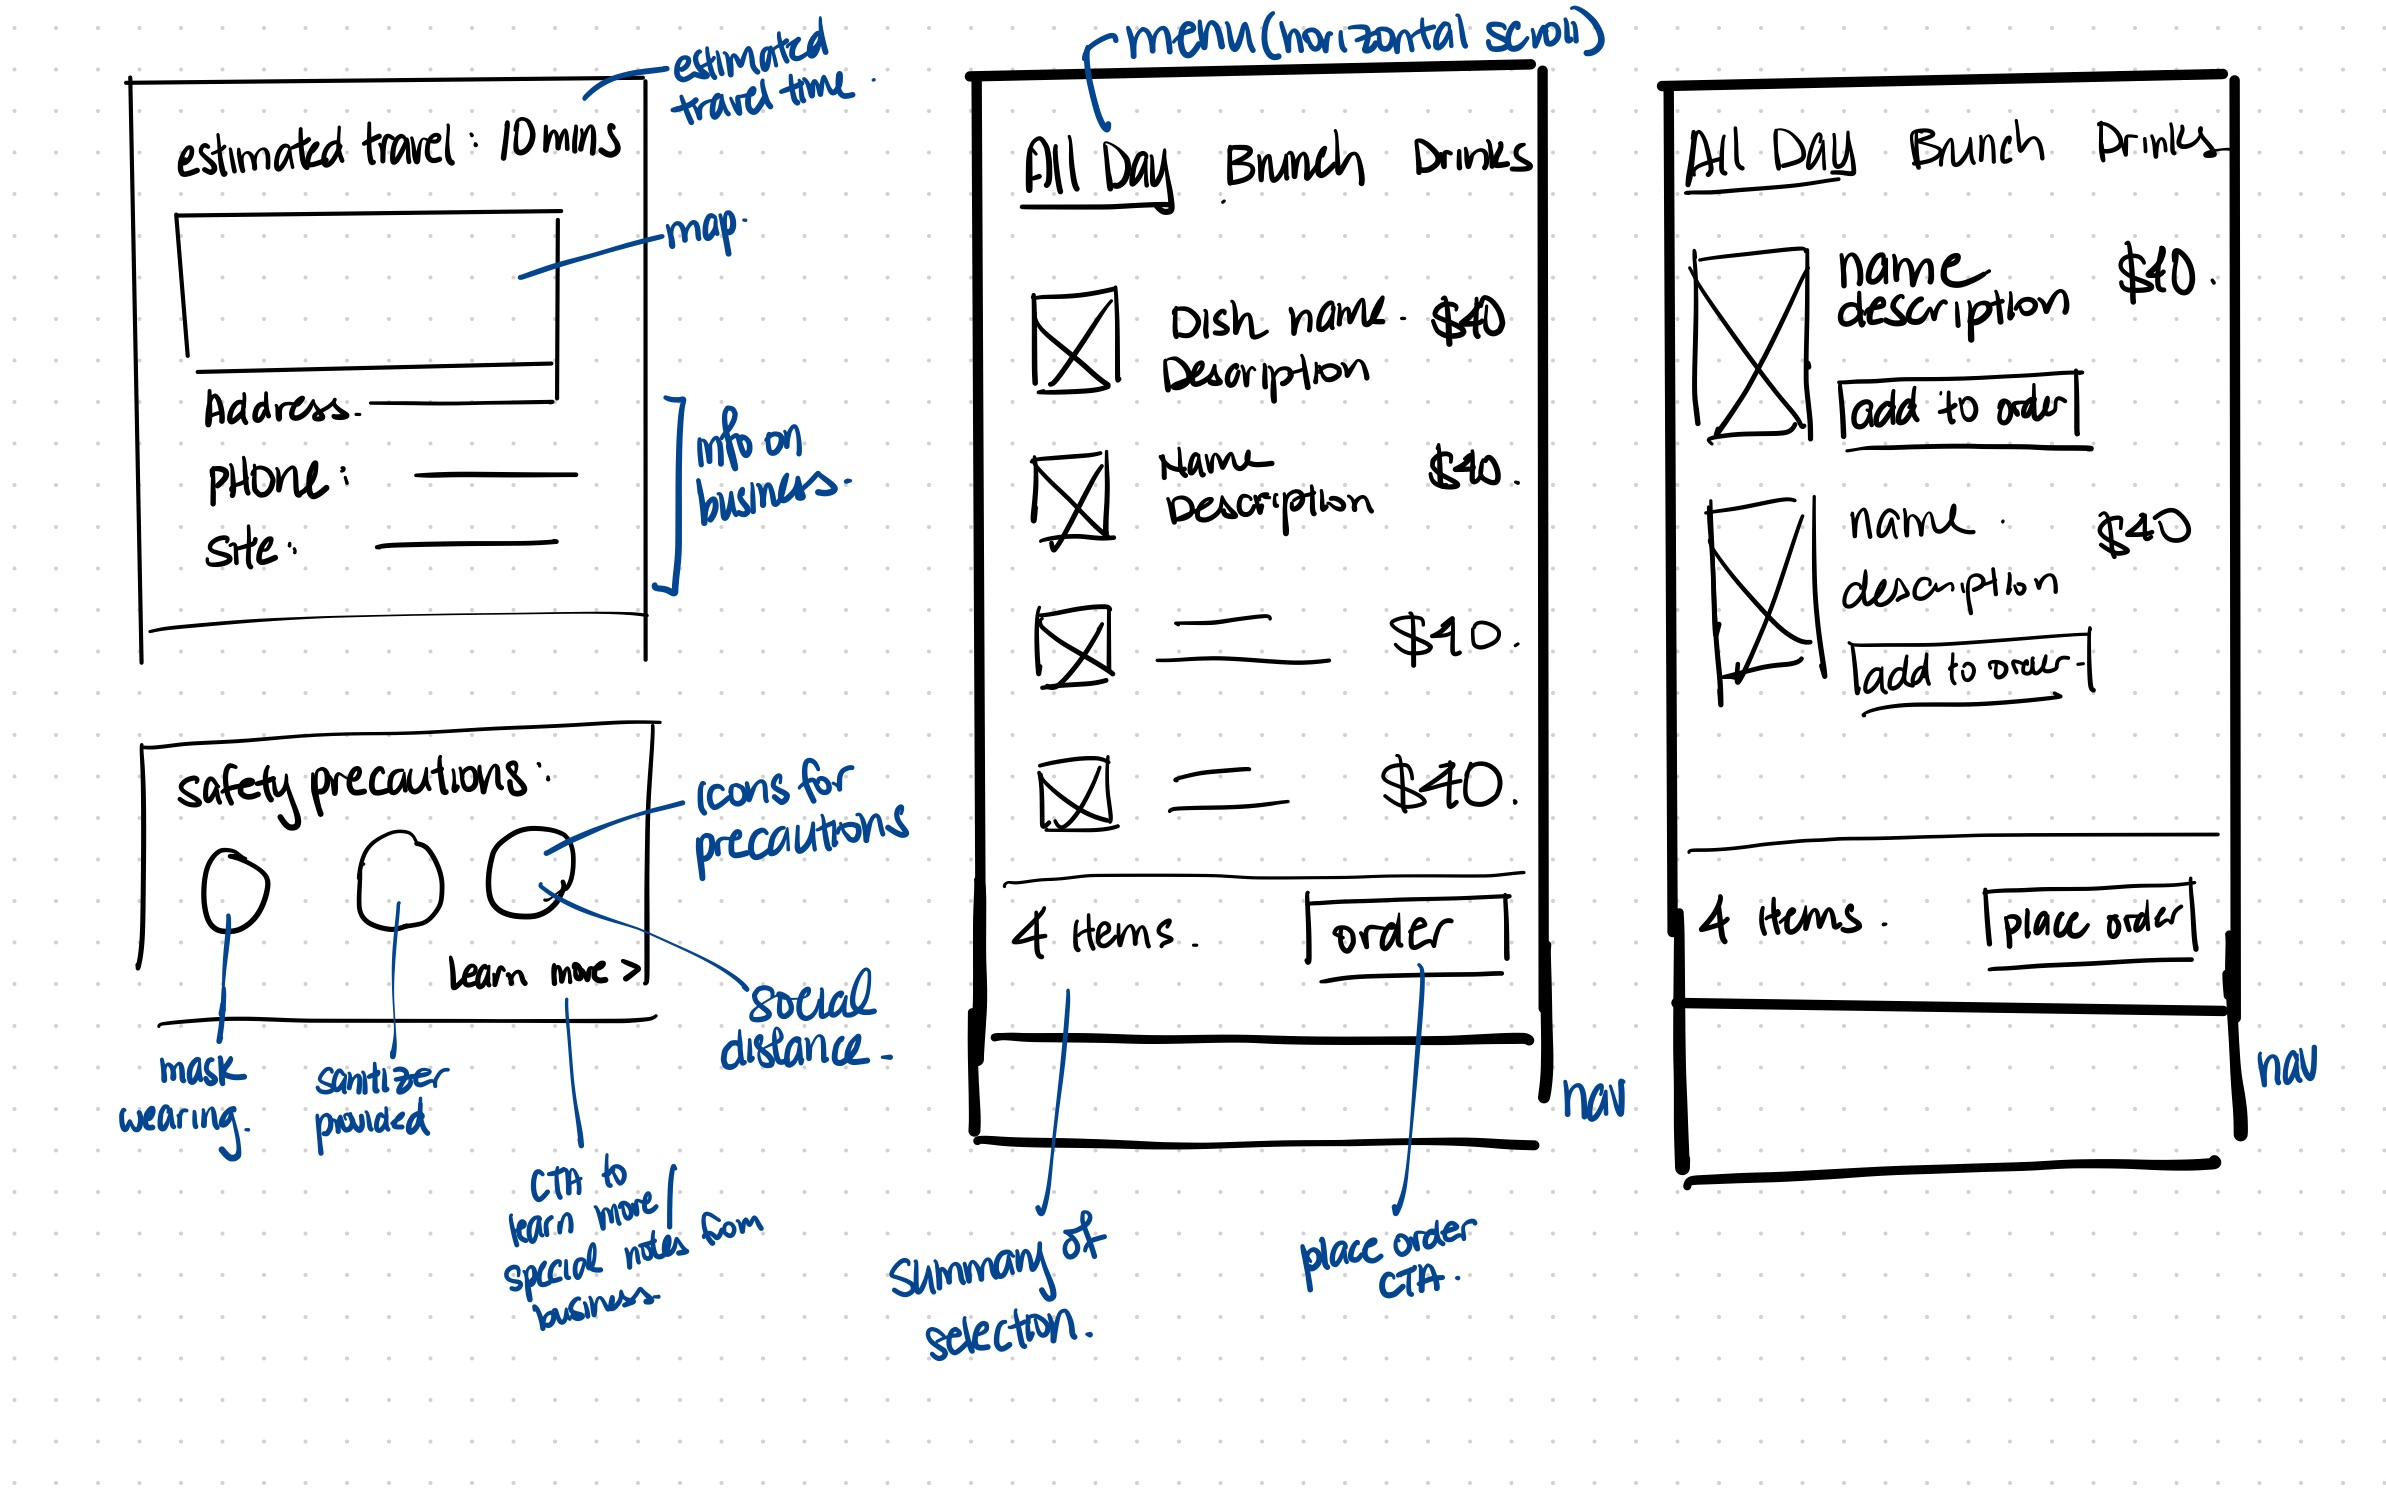 estimated
travel time.
estimated travel: 10 mins
map.
Address.
PHone:
site:
info on
business.
safety precautions:
icons for
precautions
learn more >
social
distance.
mask
wearing.
sanitizer
provided
CTA to
learn more/
special notes from
business.
menu (horizontal scroll)
All Day Brunch Drinks
Dish name. $40
Description
Name $40.
Description
$40.
$40.
4 items. order
nav
summary of
selection.
place order
CTA.
All Day Brunch Drinks
name $40.
description
add to order
name. $40
description
add to order
4 items. place order
nav